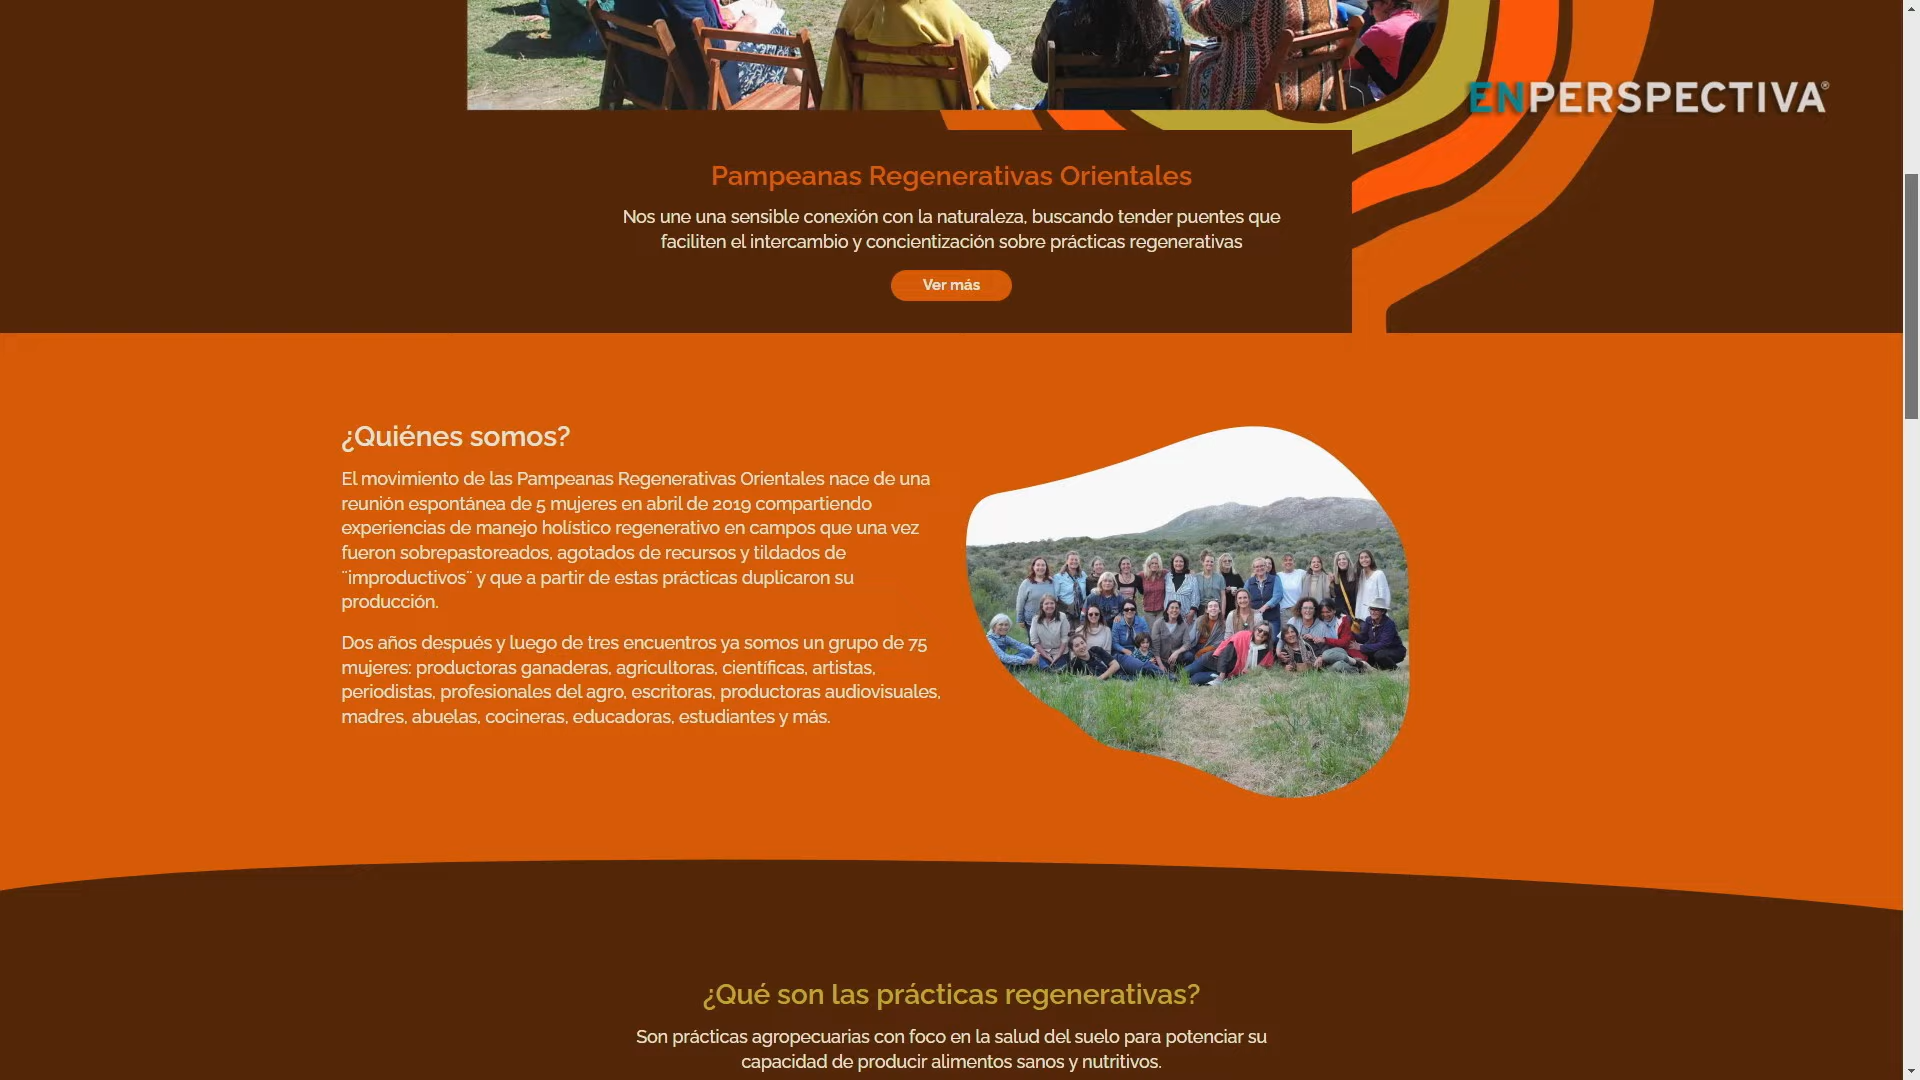 ENPERSPECTIVA®
Pampeanas Regenerativas Orientales
Nos une una sensible conexión con la naturaleza, buscando tender puentes que
faciliten el intercambio y concientización sobre prácticas regenerativas
Ver más
¿Quiénes somos?
El movimiento de las Pampeanas Regenerativas Orientales nace de una
reunión espontánea de 5 mujeres en abril de 2019 compartiendo
experiencias de manejo holístico regenerativo en campos que una vez
fueron sobrepastoreados, agotados de recursos y tildados de
¨improductivos¨ y que a partir de estas prácticas duplicaron su
producción.
Dos años después y luego de tres encuentros ya somos un grupo de 75
mujeres: productoras ganaderas, agricultoras, científicas, artistas,
periodistas, profesionales del agro, escritoras, productoras audiovisuales,
madres, abuelas, cocineras, educadoras, estudiantes y más.
¿Qué son las prácticas regenerativas?
Son prácticas agropecuarias con foco en la salud del suelo para potenciar su
capacidad de producir alimentos sanos y nutritivos.